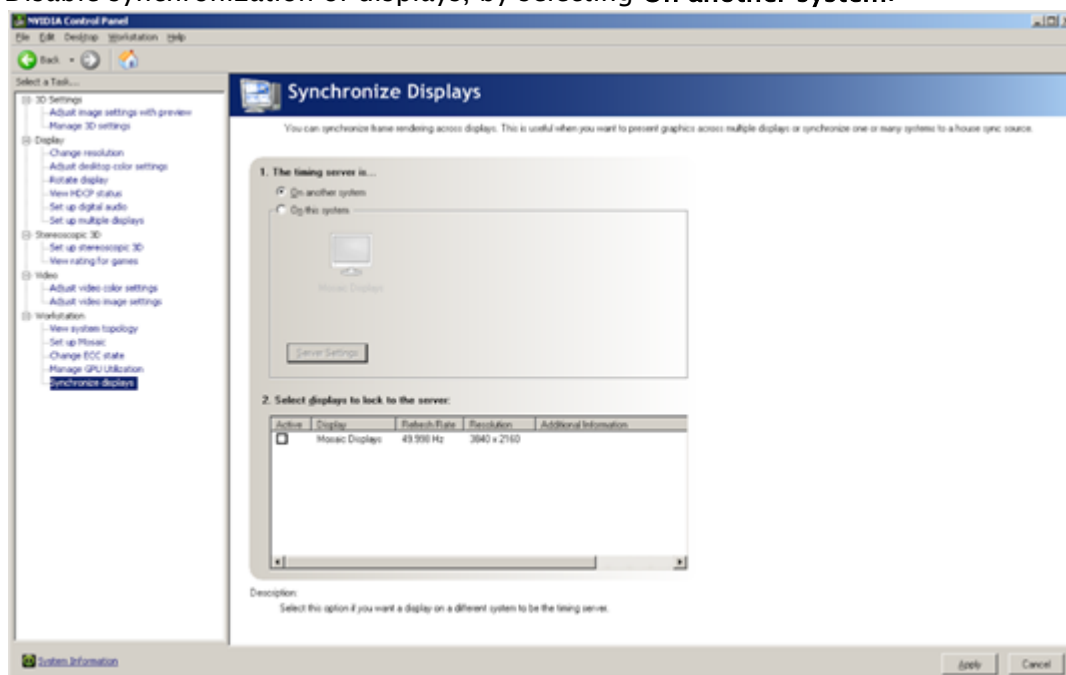 Disable synchronization of displays, by selecting On another system.
NVIDIA Control Panel
File Edit Desktop Workstation Help
Back
Select a Task...
3D Settings
Adjust image settings with preview
Manage 3D settings
Display
Change resolution
Adjust desktop color settings
Rotate display
View HDCP status
Set up digital audio
Set up multiple displays
Stereoscopic 3D
Set up stereoscopic 3D
View rating for games
Video
Adjust video color settings
Adjust video image settings
Workstation
View system topology
Set up Mosaic
Change ECC state
Manage GPU Utilization
Synchronize displays
System Information
Synchronize Displays
You can synchronize frame rendering across displays. This is useful when you want to present graphics across multiple displays or synchronize one or many systems to a house sync source.
1. The timing server is...
On another system
On this system
Mosaic Displays
Server Settings
2. Select displays to lock to the server:
Active Display Refresh Rate Resolution Additional Information
Mosaic Displays 49.998 Hz 3840 x 2160
Description:
Select this option if you want a display on a different system to be the timing server.
Apply Cancel